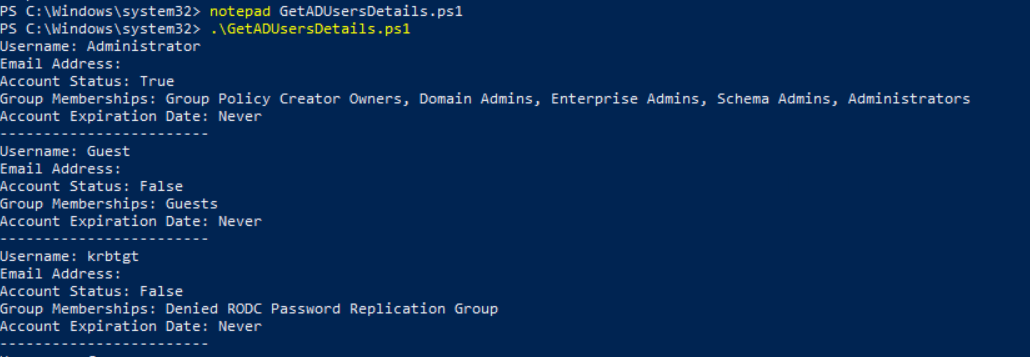 PS C:\Windows\system32> notepad GetADUsersDetails.ps1
PS C:\Windows\system32> .\GetADUsersDetails.ps1
Username: Administrator
Email Address:
Account Status: True
Group Memberships: Group Policy Creator Owners, Domain Admins, Enterprise Admins, Schema Admins, Administrators
Account Expiration Date: Never
------------------------
Username: Guest
Email Address:
Account Status: False
Group Memberships: Guests
Account Expiration Date: Never
------------------------
Username: krbtgt
Email Address:
Account Status: False
Group Memberships: Denied RODC Password Replication Group
Account Expiration Date: Never
------------------------